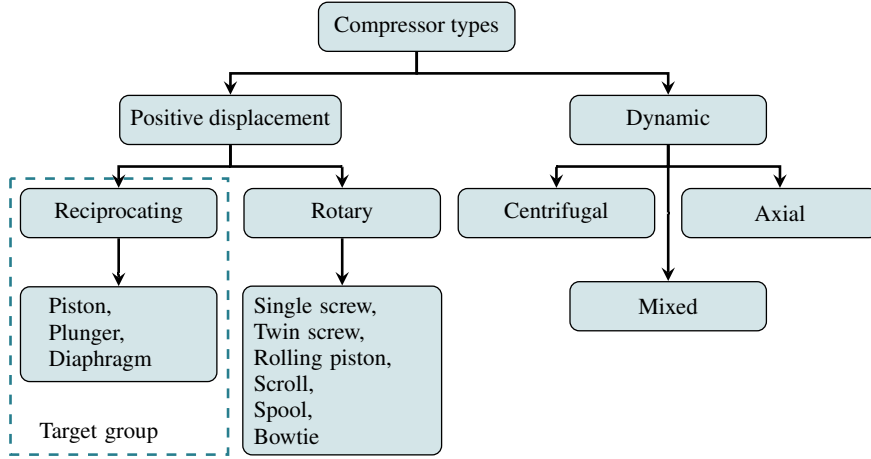 Compressor types
Positive displacement
Dynamic
Reciprocating
Rotary
Centrifugal
Axial
Piston,
Plunger,
Diaphragm
Single screw,
Twin screw,
Rolling piston,
Scroll,
Spool,
Bowtie
Mixed
Target group